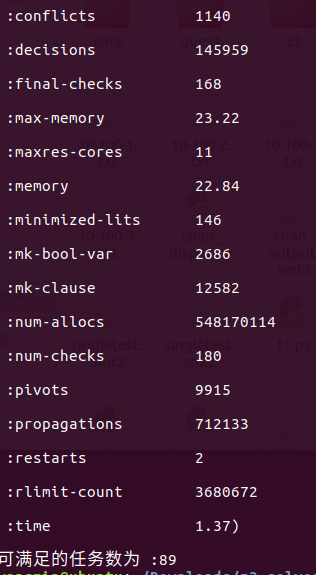 :conflicts 1140
:decisions 145959
:final-checks 168
:max-memory 23.22
:maxres-cores 11
:memory 22.84
:minimized-lits 146
:mk-bool-var 2686
:mk-clause 12582
:num-allocs 548170114
:num-checks 180
:pivots 9915
:propagations 712133
:restarts 2
:rlimit-count 3680672
:time 1.37)
可满足的任务数为 :89